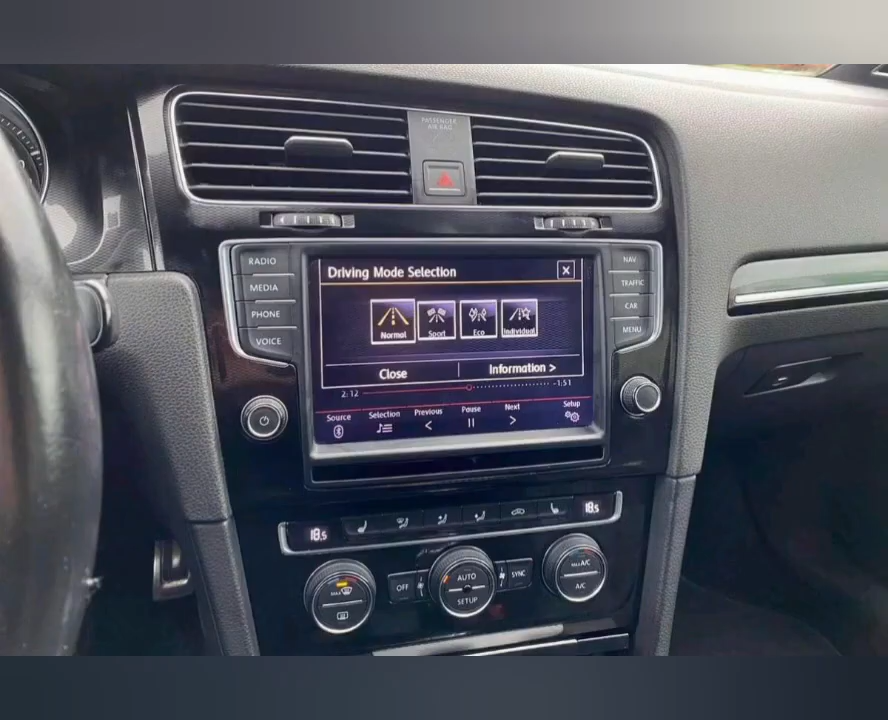 PASSENGER
AIR BAG
RADIO
MEDIA
PHONE
VOICE
NAV
TRAFFIC
CAR
MENU
Driving Mode Selection
Normal
Sport
Eco
Individual
Close
Information >
2:12
-1:51
Source
Selection
Previous
Pause
Next
Setup
18.5
18.5
MAX
OFF
AUTO
SETUP
SYNC
MAX A/C
A/C